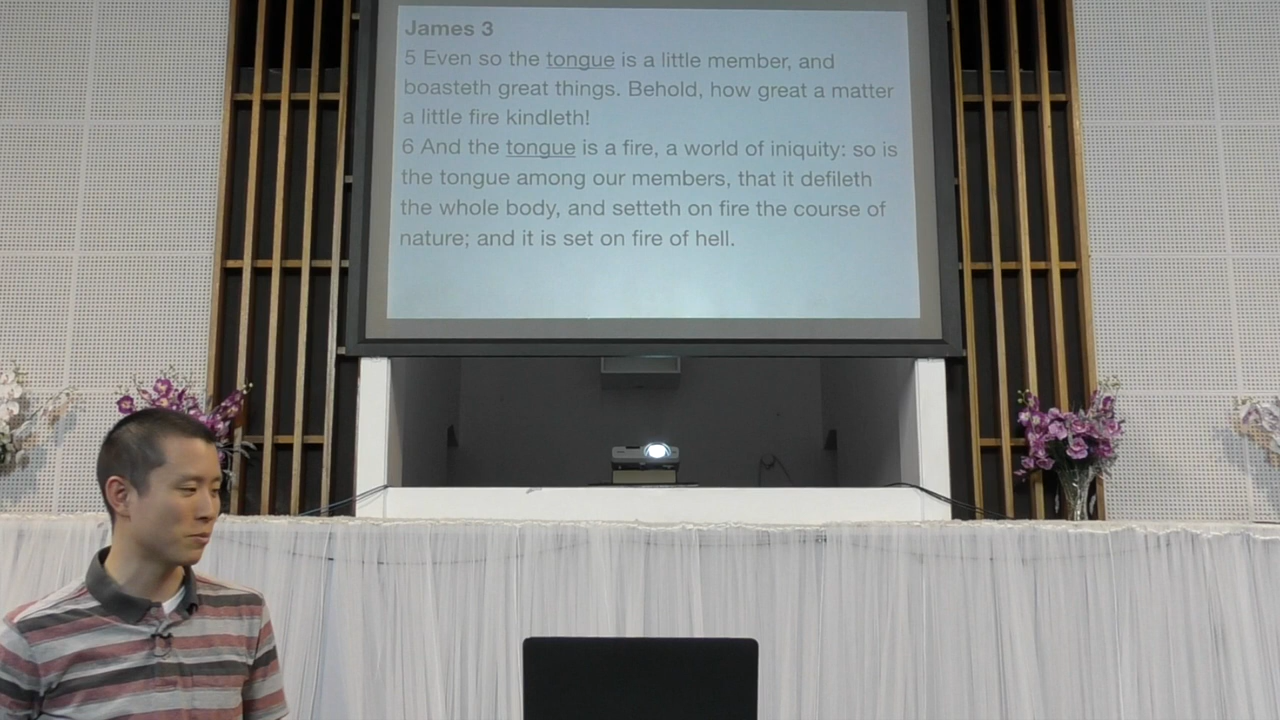 James 3
5 Even so the tongue is a little member, and
boasteth great things. Behold, how great a matter
a little fire kindleth!
6 And the tongue is a fire, a world of iniquity: so is
the tongue among our members, that it defileth
the whole body, and setteth on fire the course of
nature; and it is set on fire of hell.